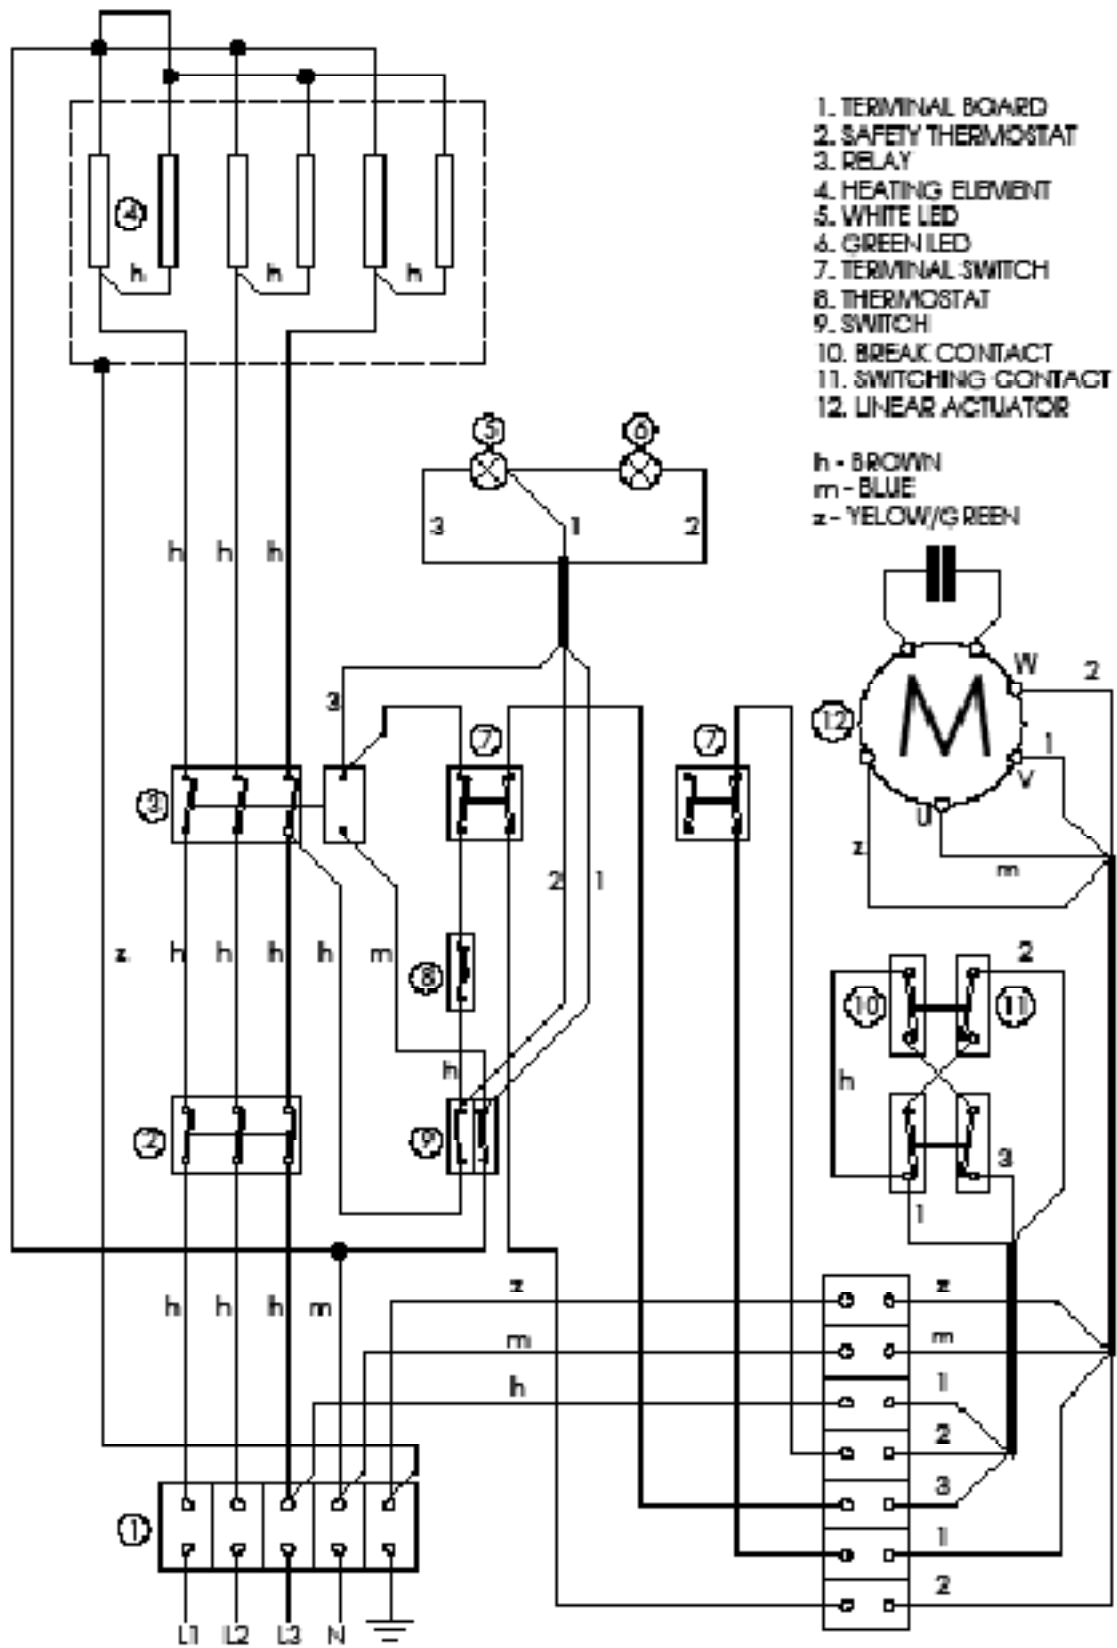 1. TERMINAL BOARD
2. SAFETY THERMOSTAT
3. RELAY
4. HEATING ELEMENT
5. WHITE LED
6. GREEN LED
7. TERMINAL SWITCH
8. THERMOSTAT
9. SWITCH
10. BREAK CONTACT
11. SWITCHING CONTACT
12. LINEAR ACTUATOR
h - BROWN
m - BLUE
z - YELOW/GREEN
4
h h h
5 6
3 1 2
h h h
W 2
12 M 1
V
U
3
7 7
3
z
m
2 1
z h h h h m
8
2
10 11
h
h
2 9
3
1
h h h m
z z
m m
h 1
2
3
1
2
1
L1 L2 L3 N